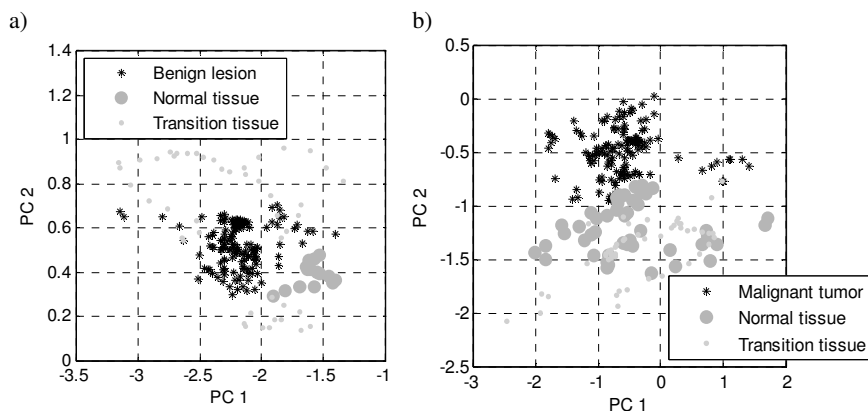 a)
1.4
1.2
1
0.8
0.6
0.4
0.2
0
PC 2
-3.5
-3
-2.5
-2
-1.5
-1
PC 1
Benign lesion
Normal tissue
Transition tissue
b)
0.5
0
-0.5
-1
-1.5
-2
-2.5
PC 2
-3
-2
-1
0
1
2
PC 1
Malignant tumor
Normal tissue
Transition tissue